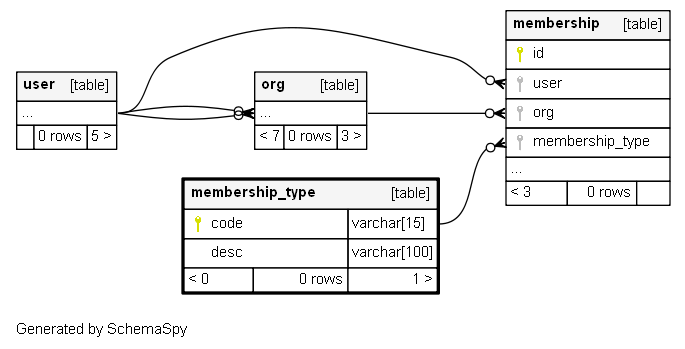 membership [table]
id
user
org
membership_type
...
< 3 0 rows
user [table]
...
0 rows 5 >
org [table]
...
< 7 0 rows 3 >
membership_type [table]
code varchar[15]
desc varchar[100]
< 0 0 rows 1 >
Generated by SchemaSpy